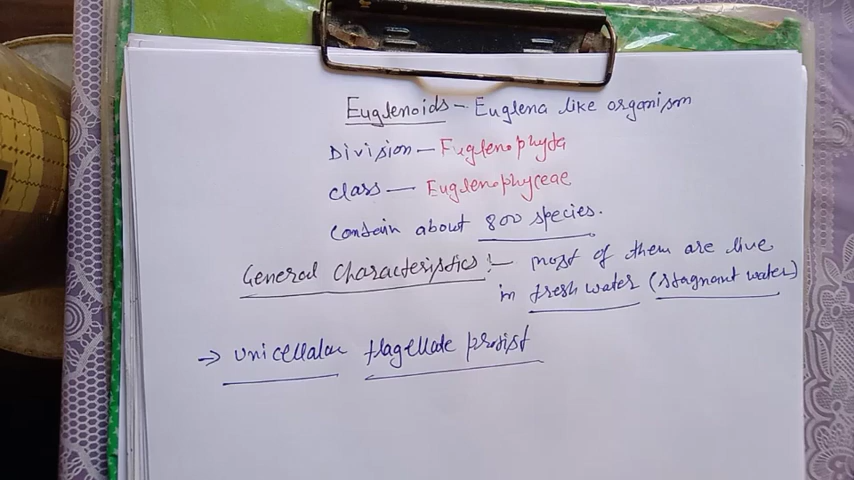 Euglenoids - Euglena like organism
Division - Euglenophyta
class - Euglenophyceae
contain about 800 species.
General Characteristics :- most of them are live
in fresh water (stagnant water)
→ unicellular flagellate protist